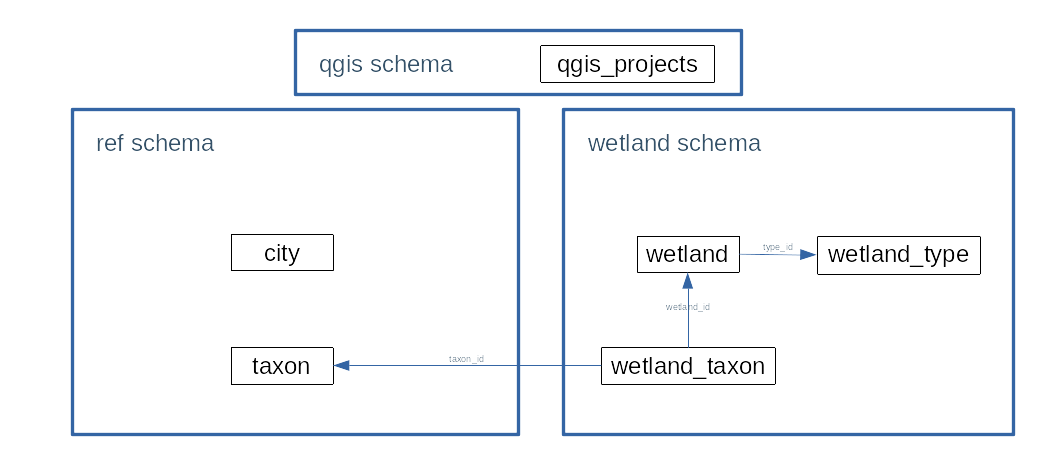 qgis schema
qgis_projects
ref schema
wetland schema
city
wetland
type_id
wetland_type
wetland_id
taxon
taxon_id
wetland_taxon